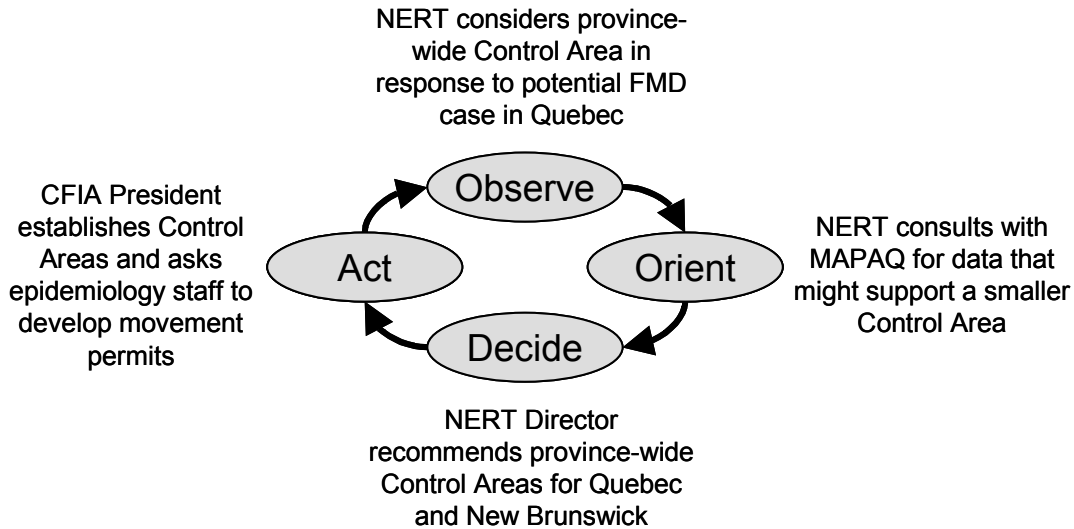 NERT considers province-
wide Control Area in
response to potential FMD
case in Quebec
Observe
CFIA President
establishes Control
Areas and asks
epidemiology staff to
develop movement
permits
Act
Orient
NERT consults with
MAPAQ for data that
might support a smaller
Control Area
Decide
NERT Director
recommends province-wide
Control Areas for Quebec
and New Brunswick